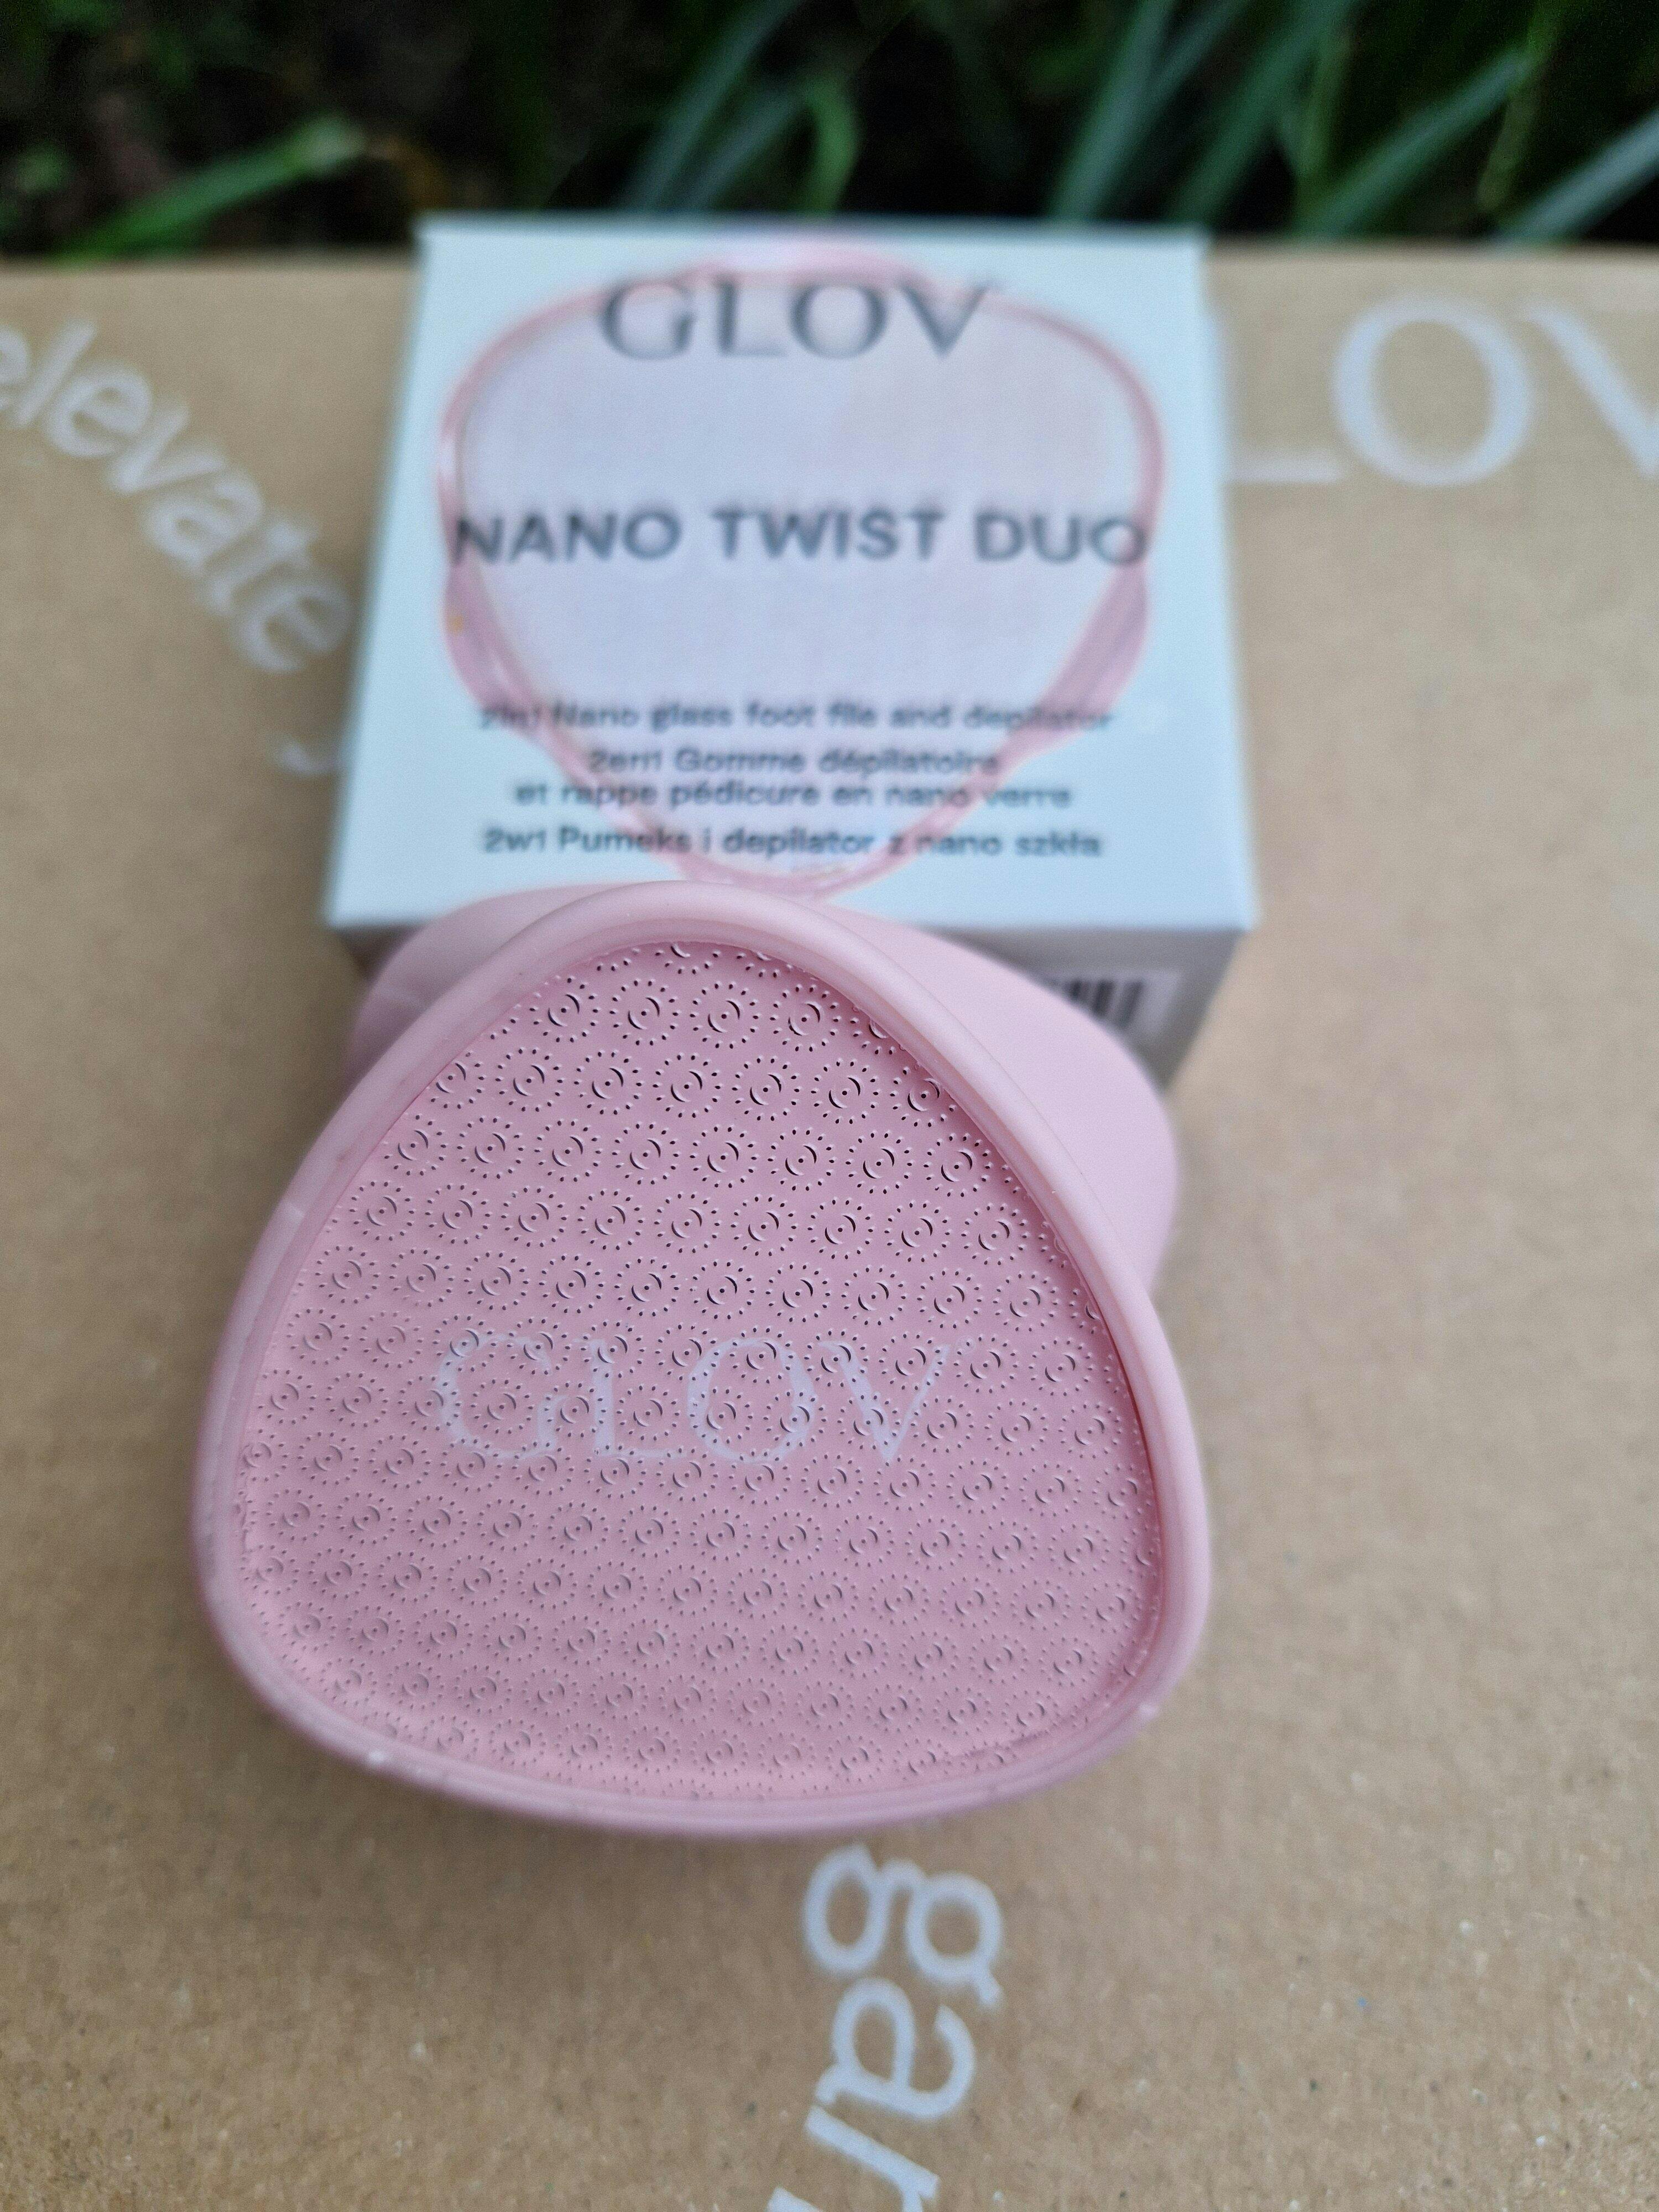 GLOV
NANO TWIST DUO
2in1 Nano glass foot file and depilator
2en1 Gomme dépilatoire
et rappe pédicure en nano verre
2w1 Pumeks i depilator z nano szkła
elevate
LOV
GLOV
gar